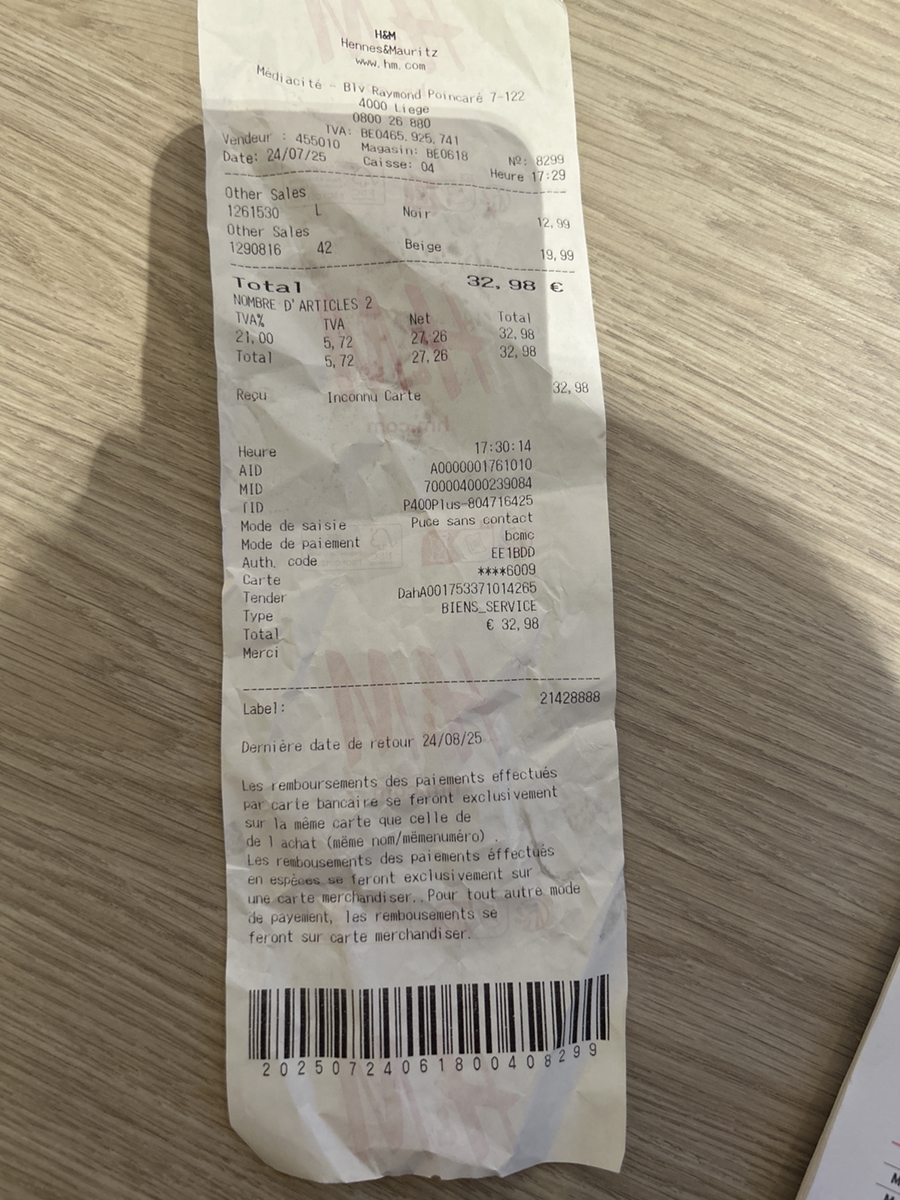 H&M
Hennes&Mauritz
www.hm.com
Médiacité - Blv Raymond Poincaré 7-122
4000 Liege
0800 26 880
TVA: BE0465.925.741
Vendeur : 455010 Magasin: BE0618 Nº: 8299
Date: 24/07/25 Caisse: 04 Heure 17:29
Other Sales
1261530 L Noir 12,99
Other Sales
1290816 42 Beige 19,99
Total 32,98 €
NOMBRE D'ARTICLES 2
TVA% TVA Net Total
21,00 5,72 27,26 32,98
Total 5,72 27,26 32,98
Reçu Inconnu Carte 32,98
Heure 17:30:14
AID A0000001761010
MID 700004000239084
TID P400Plus-804716425
Mode de saisie Puce sans contact
Mode de paiement bcmc
Auth. code EE1BDD
Carte ****6009
Tender DahA001753371014265
Type BIENS_SERVICE
Total € 32,98
Merci
Label: 21428888
Dernière date de retour 24/08/25
Les remboursements des paiements effectués
par carte bancaire se feront exclusivement
sur la même carte que celle de
de l achat (même nom/mêmenuméro) .
Les rembousements des paiements éffectués
en espèces se feront exclusivement sur
une carte merchandiser..Pour tout autre mode
de payement, les rembousements se
feront sur carte merchandiser.
20250724061800408299